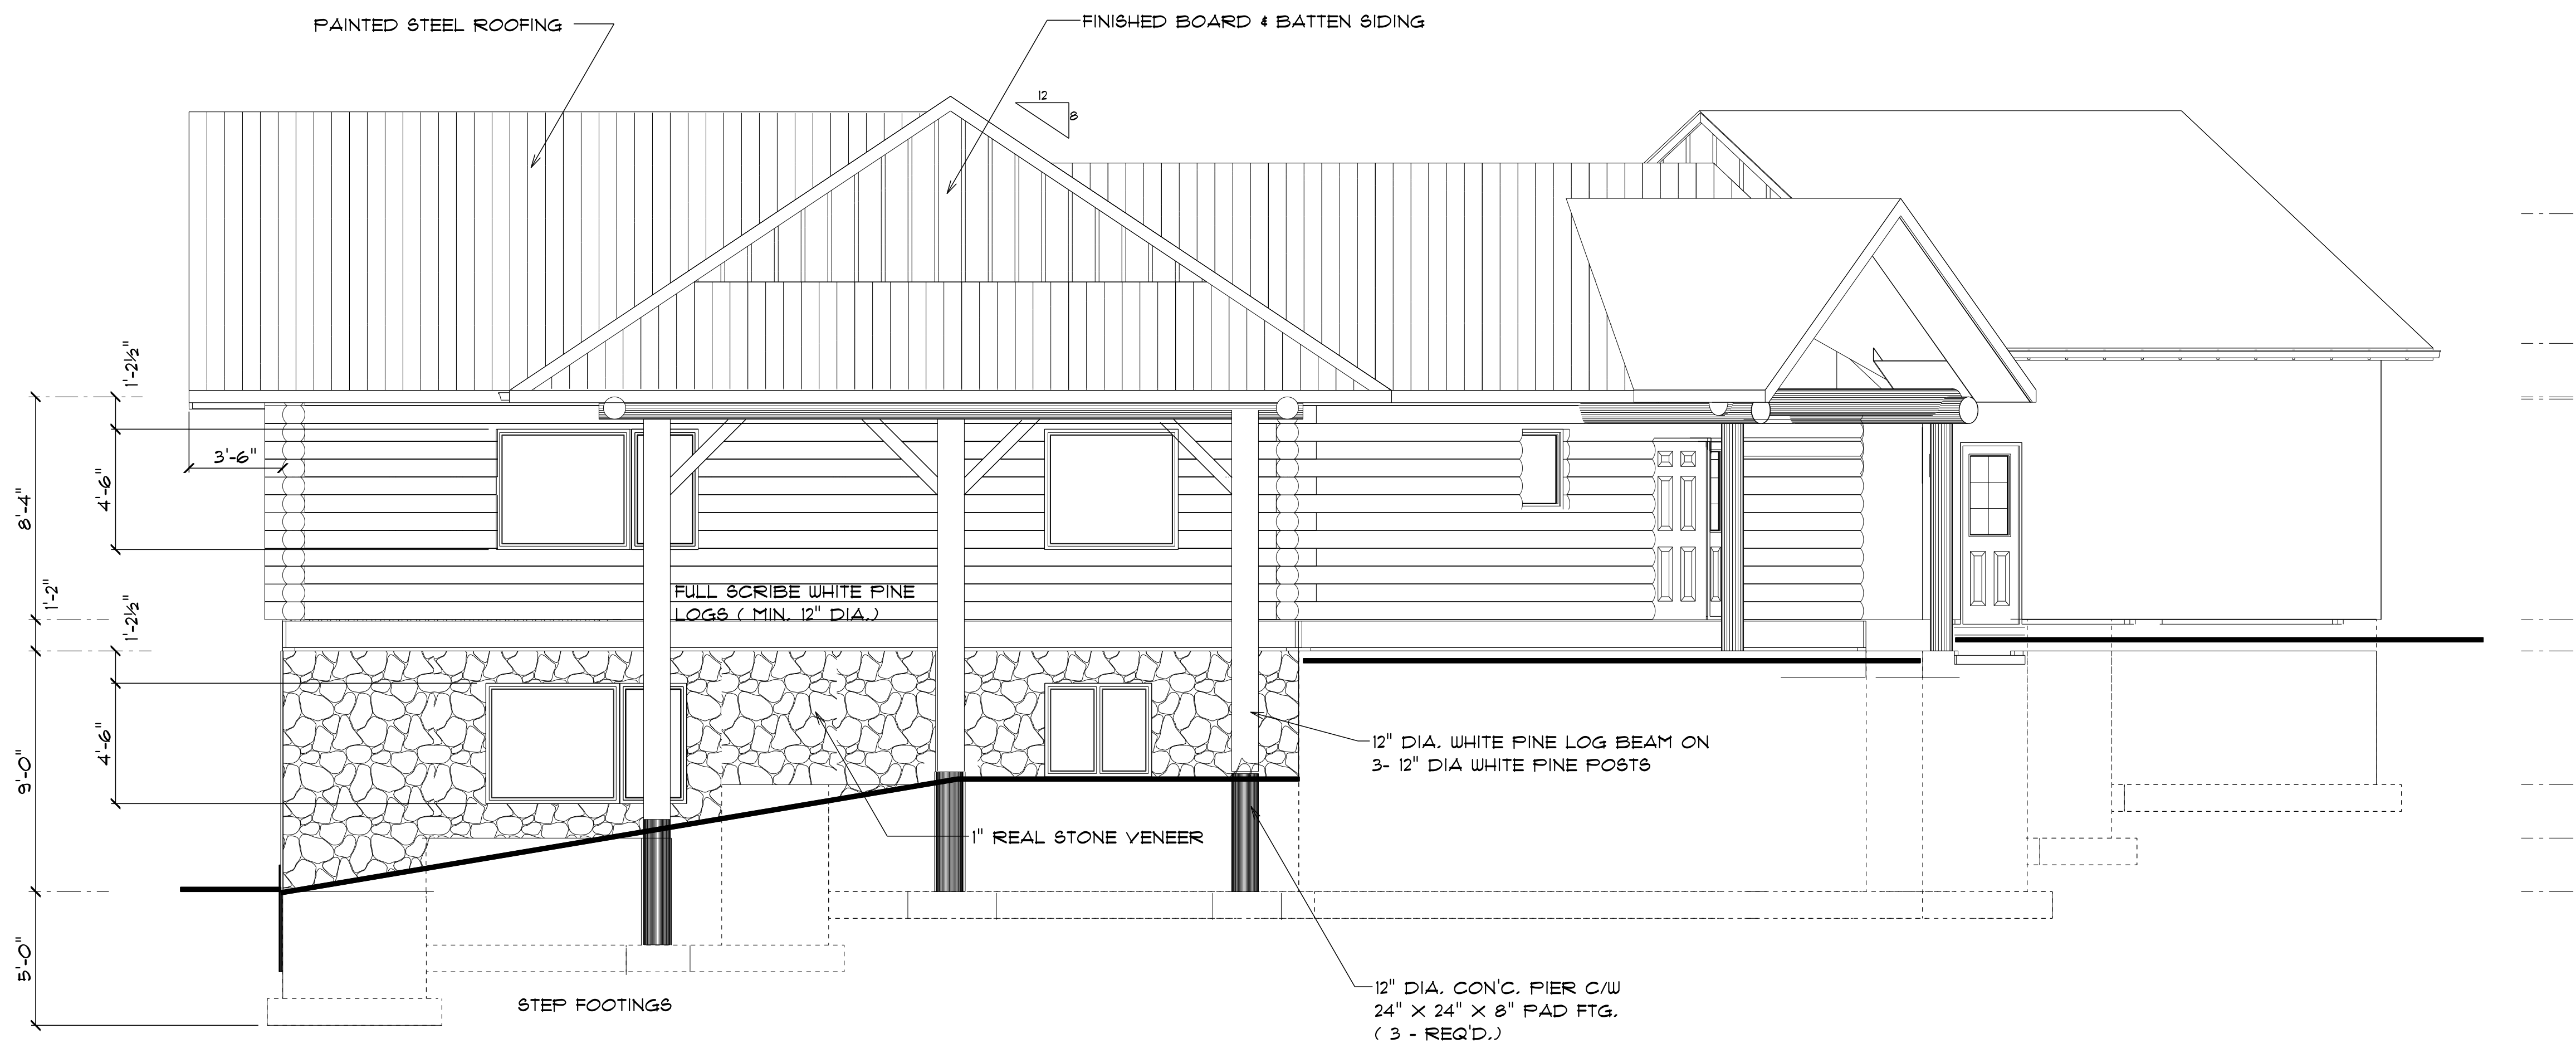 PAINTED STEEL ROOFING
FINISHED BOARD & BATTEN SIDING
12
8
1'-2½"
3'-6"
4'-6"
8'-4"
1'-2"
1'-2½"
FULL SCRIBE WHITE PINE
LOGS ( MIN. 12" DIA.)
4'-6"
9'-0"
12" DIA. WHITE PINE LOG BEAM ON
3- 12" DIA WHITE PINE POSTS
1" REAL STONE VENEER
5'-0"
STEP FOOTINGS
12" DIA. CON'C. PIER C/W
24" X 24" X 8" PAD FTG.
( 3 - REQ'D.)